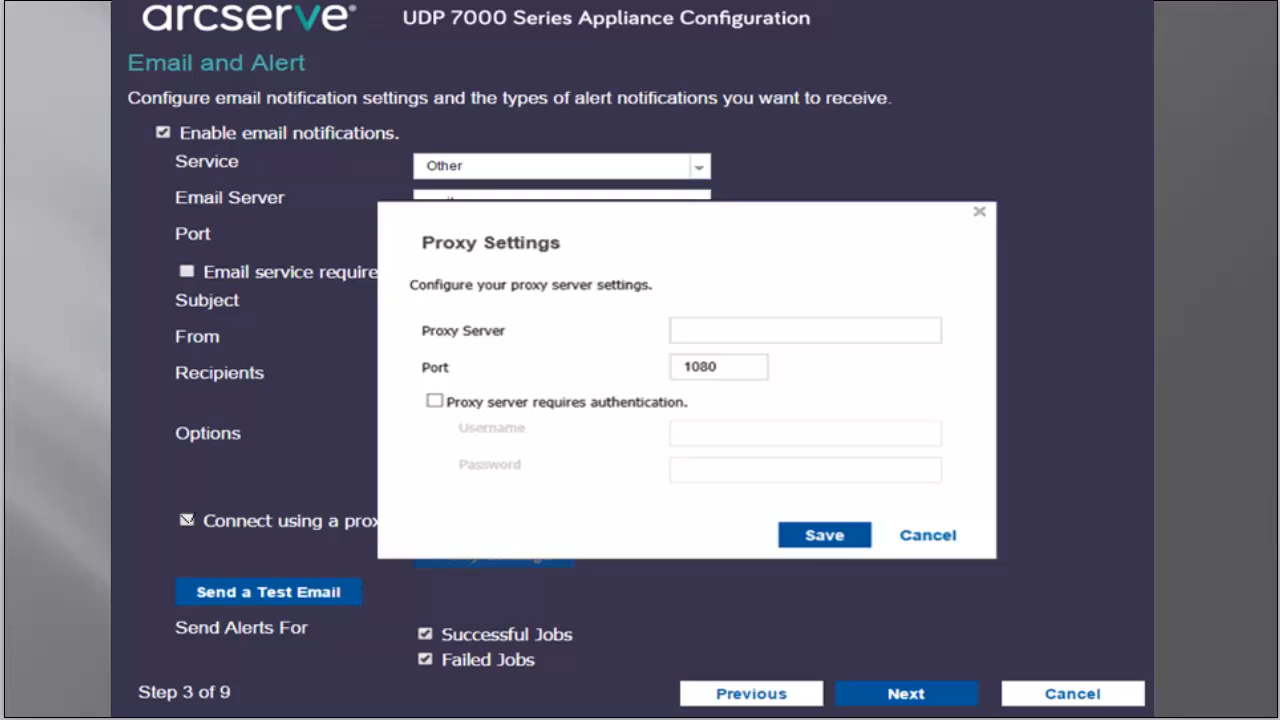 arcserve®
UDP 7000 Series Appliance Configuration
Email and Alert
Configure email notification settings and the types of alert notifications you want to receive.
Enable email notifications.
Service
Other
Email Server
Port
Email service require
Subject
From
Recipients
Options
Connect using a prox
Proxy Settings
Configure your proxy server settings.
Proxy Server
Port
1080
Proxy server requires authentication.
Username
Password
Save
Cancel
Send a Test Email
Send Alerts For
Successful Jobs
Failed Jobs
Step 3 of 9
Previous
Next
Cancel